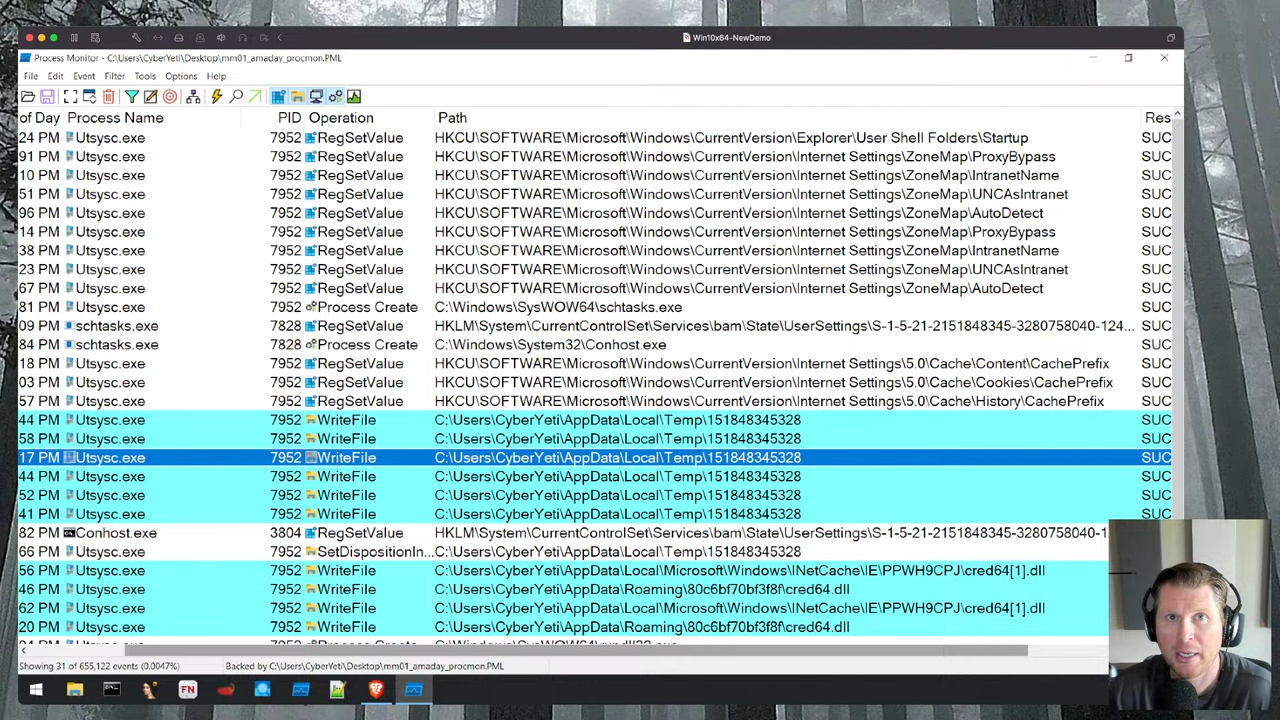 Win10x64-NewDemo
Process Monitor - C:\Users\CyberYeti\Desktop\mm01_amaday_procmon.PML
File Edit Event Filter Tools Options Help
of Day Process Name PID Operation Path Res
24 PM Utsysc.exe 7952 RegSetValue HKCU\SOFTWARE\Microsoft\Windows\CurrentVersion\Explorer\User Shell Folders\Startup SUC
91 PM Utsysc.exe 7952 RegSetValue HKCU\SOFTWARE\Microsoft\Windows\CurrentVersion\Internet Settings\ZoneMap\ProxyBypass SUC
10 PM Utsysc.exe 7952 RegSetValue HKCU\SOFTWARE\Microsoft\Windows\CurrentVersion\Internet Settings\ZoneMap\IntranetName SUC
51 PM Utsysc.exe 7952 RegSetValue HKCU\SOFTWARE\Microsoft\Windows\CurrentVersion\Internet Settings\ZoneMap\UNCAsIntranet SUC
96 PM Utsysc.exe 7952 RegSetValue HKCU\SOFTWARE\Microsoft\Windows\CurrentVersion\Internet Settings\ZoneMap\AutoDetect SUC
14 PM Utsysc.exe 7952 RegSetValue HKCU\SOFTWARE\Microsoft\Windows\CurrentVersion\Internet Settings\ZoneMap\ProxyBypass SUC
38 PM Utsysc.exe 7952 RegSetValue HKCU\SOFTWARE\Microsoft\Windows\CurrentVersion\Internet Settings\ZoneMap\IntranetName SUC
23 PM Utsysc.exe 7952 RegSetValue HKCU\SOFTWARE\Microsoft\Windows\CurrentVersion\Internet Settings\ZoneMap\UNCAsIntranet SUC
67 PM Utsysc.exe 7952 RegSetValue HKCU\SOFTWARE\Microsoft\Windows\CurrentVersion\Internet Settings\ZoneMap\AutoDetect SUC
81 PM Utsysc.exe 7952 Process Create C:\Windows\SysWOW64\schtasks.exe SUC
09 PM schtasks.exe 7828 RegSetValue HKLM\System\CurrentControlSet\Services\bam\State\UserSettings\S-1-5-21-2151848345-3280758040-124... SUC
84 PM schtasks.exe 7828 Process Create C:\Windows\System32\Conhost.exe SUC
18 PM Utsysc.exe 7952 RegSetValue HKCU\SOFTWARE\Microsoft\Windows\CurrentVersion\Internet Settings\5.0\Cache\Content\CachePrefix SUC
03 PM Utsysc.exe 7952 RegSetValue HKCU\SOFTWARE\Microsoft\Windows\CurrentVersion\Internet Settings\5.0\Cache\Cookies\CachePrefix SUC
57 PM Utsysc.exe 7952 RegSetValue HKCU\SOFTWARE\Microsoft\Windows\CurrentVersion\Internet Settings\5.0\Cache\History\CachePrefix SUC
44 PM Utsysc.exe 7952 WriteFile C:\Users\CyberYeti\AppData\Local\Temp\151848345328 SUC
58 PM Utsysc.exe 7952 WriteFile C:\Users\CyberYeti\AppData\Local\Temp\151848345328 SUC
17 PM Utsysc.exe 7952 WriteFile C:\Users\CyberYeti\AppData\Local\Temp\151848345328 SUC
44 PM Utsysc.exe 7952 WriteFile C:\Users\CyberYeti\AppData\Local\Temp\151848345328 SUC
52 PM Utsysc.exe 7952 WriteFile C:\Users\CyberYeti\AppData\Local\Temp\151848345328 SUC
41 PM Utsysc.exe 7952 WriteFile C:\Users\CyberYeti\AppData\Local\Temp\151848345328 SUC
82 PM Conhost.exe 3804 RegSetValue HKLM\System\CurrentControlSet\Services\bam\State\UserSettings\S-1-5-21-2151848345-3280758040-1
66 PM Utsysc.exe 7952 SetDispositionIn... C:\Users\CyberYeti\AppData\Local\Temp\151848345328
56 PM Utsysc.exe 7952 WriteFile C:\Users\CyberYeti\AppData\Local\Microsoft\Windows\INetCache\IE\PPWH9CPJ\cred64[1].dll
46 PM Utsysc.exe 7952 WriteFile C:\Users\CyberYeti\AppData\Roaming\80c6bf70bf3f8f\cred64.dll
62 PM Utsysc.exe 7952 WriteFile C:\Users\CyberYeti\AppData\Local\Microsoft\Windows\INetCache\IE\PPWH9CPJ\cred64[1].dll
20 PM Utsysc.exe 7952 WriteFile C:\Users\CyberYeti\AppData\Roaming\80c6bf70bf3f8f\cred64.dll
Showing 31 of 655,122 events (0.0047%) Backed by C:\Users\CyberYeti\Desktop\mm01_amaday_procmon.PML
FN